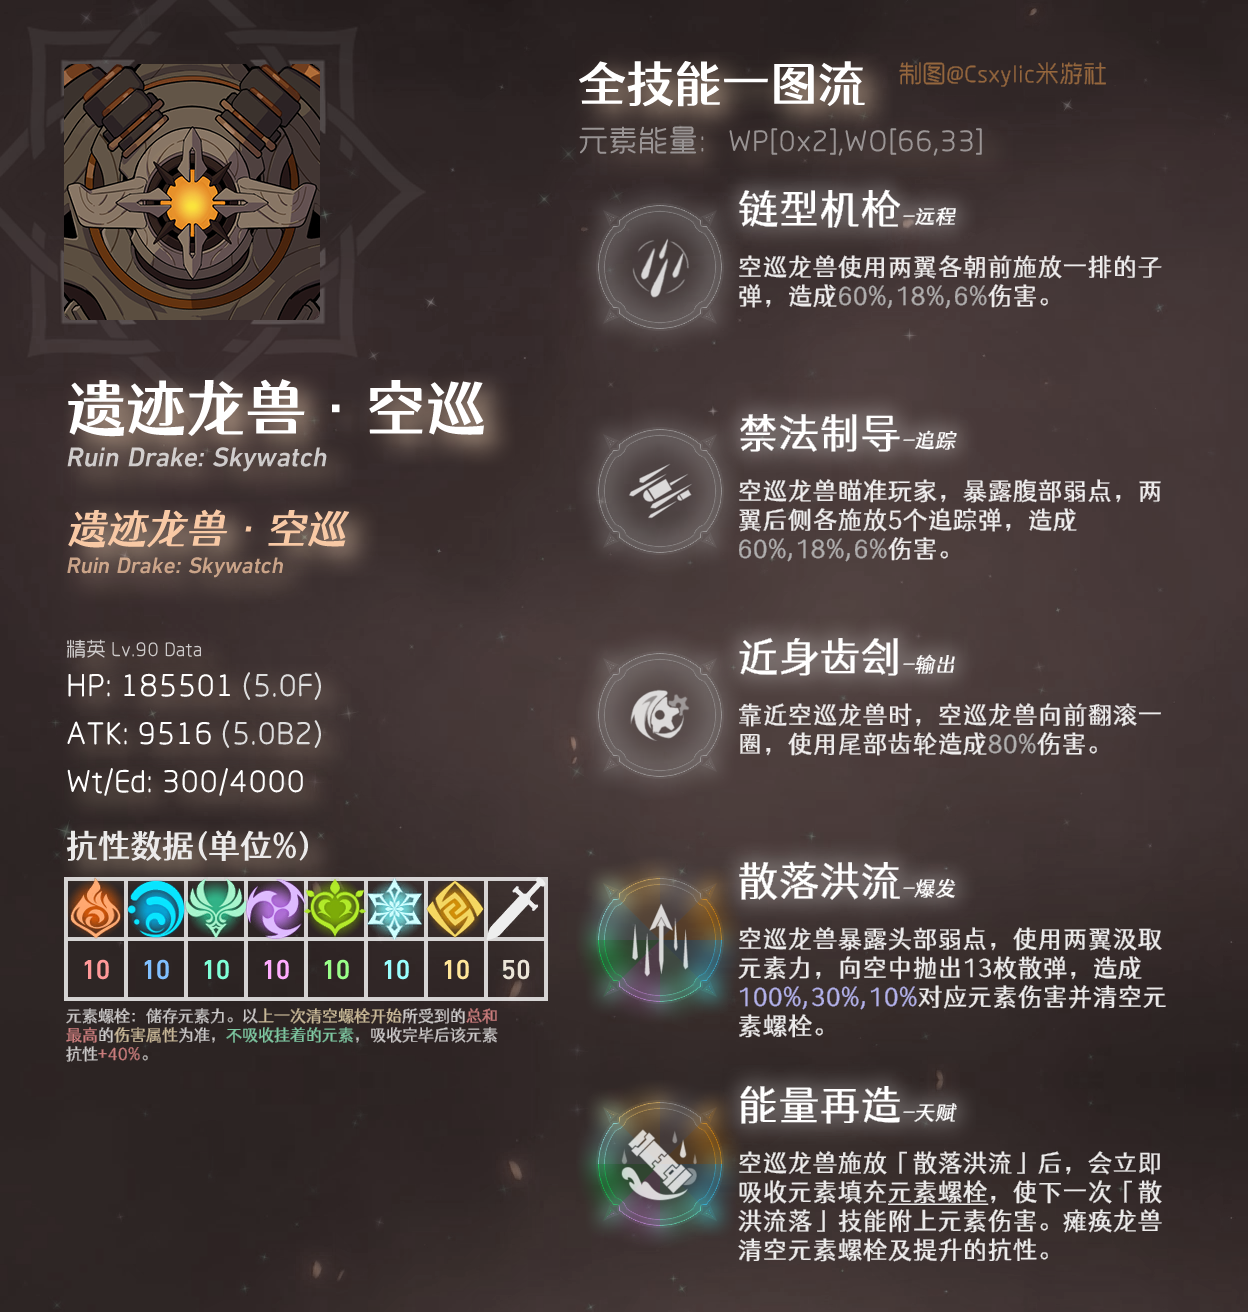 全技能一图流 制图@Csxylic米游社
元素能量: WP[0x2],WO[66,33]
遗迹龙兽 · 空巡
Ruin Drake: Skywatch
遗迹龙兽 · 空巡
Ruin Drake: Skywatch
精英 Lv.90 Data
HP: 185501 (5.0F)
ATK: 9516 (5.0B2)
Wt/Ed: 300/4000
抗性数据(单位%)
10 10 10 10 10 10 10 50
元素螺栓：储存元素力。以上一次清空螺栓开始所受到的总和
最高的伤害属性为准，不吸收挂着的元素，吸收完毕后该元素
抗性+40%。
链型机枪–远程
空巡龙兽使用两翼各朝前施放一排的子
弹，造成60%,18%,6%伤害。
禁法制导–追踪
空巡龙兽瞄准玩家，暴露腹部弱点，两
翼后侧各施放5个追踪弹，造成
60%,18%,6%伤害。
近身齿刽–输出
靠近空巡龙兽时，空巡龙兽向前翻滚一
圈，使用尾部齿轮造成80%伤害。
散落洪流–爆发
空巡龙兽暴露头部弱点，使用两翼汲取
元素力，向空中抛出13枚散弹，造成
100%,30%,10%对应元素伤害并清空元
素螺栓。
能量再造–天赋
空巡龙兽施放「散落洪流」后，会立即
吸收元素填充元素螺栓，使下一次「散
洪流落」技能附上元素伤害。瘫痪龙兽
清空元素螺栓及提升的抗性。